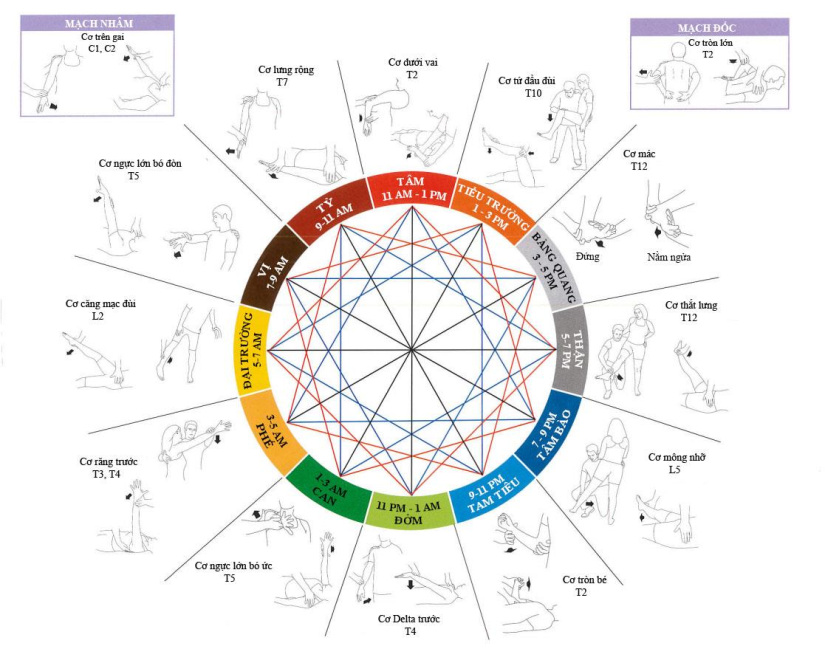 MẠCH NHÂM
Cơ trên gai
C1, C2
MẠCH ĐỐC
Cơ tròn lớn
T2
Cơ lưng rộng
T7
Cơ dưới vai
T2
Cơ tứ đầu đùi
T10
Cơ ngực lớn bó đòn
T5
Cơ mác
T12
Đứng
Nằm ngửa
Cơ căng mạc đùi
L2
Cơ thắt lưng
T12
Cơ răng trước
T3, T4
Cơ mông nhỡ
L5
Cơ ngực lớn bó ức
T5
Cơ Delta trước
T4
Cơ tròn bé
T2
TÂM
11 AM - 1 PM
TIỂU TRƯỜNG
1 - 3 PM
BÀNG QUANG
3 - 5 PM
THẬN
5-7 PM
7 - 9 PM
TÂM BÀO
9-11 PM
TAM TIÊU
11 PM - 1 AM
ĐỞM
1-3 AM
CAN
3-5 AM
PHẾ
ĐẠI TRƯỜNG
5-7 AM
VỊ
7-9 AM
TỲ
9-11 AM